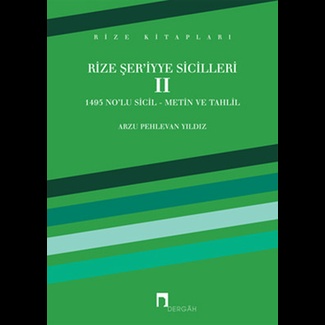 RİZE KİTAPLARI
RİZE ŞER'İYYE SİCİLLERİ
II
1495 NO'LU SİCİL - METİN VE TAHLİL
ARZU PEHLEVAN YILDIZ
DERGÂH